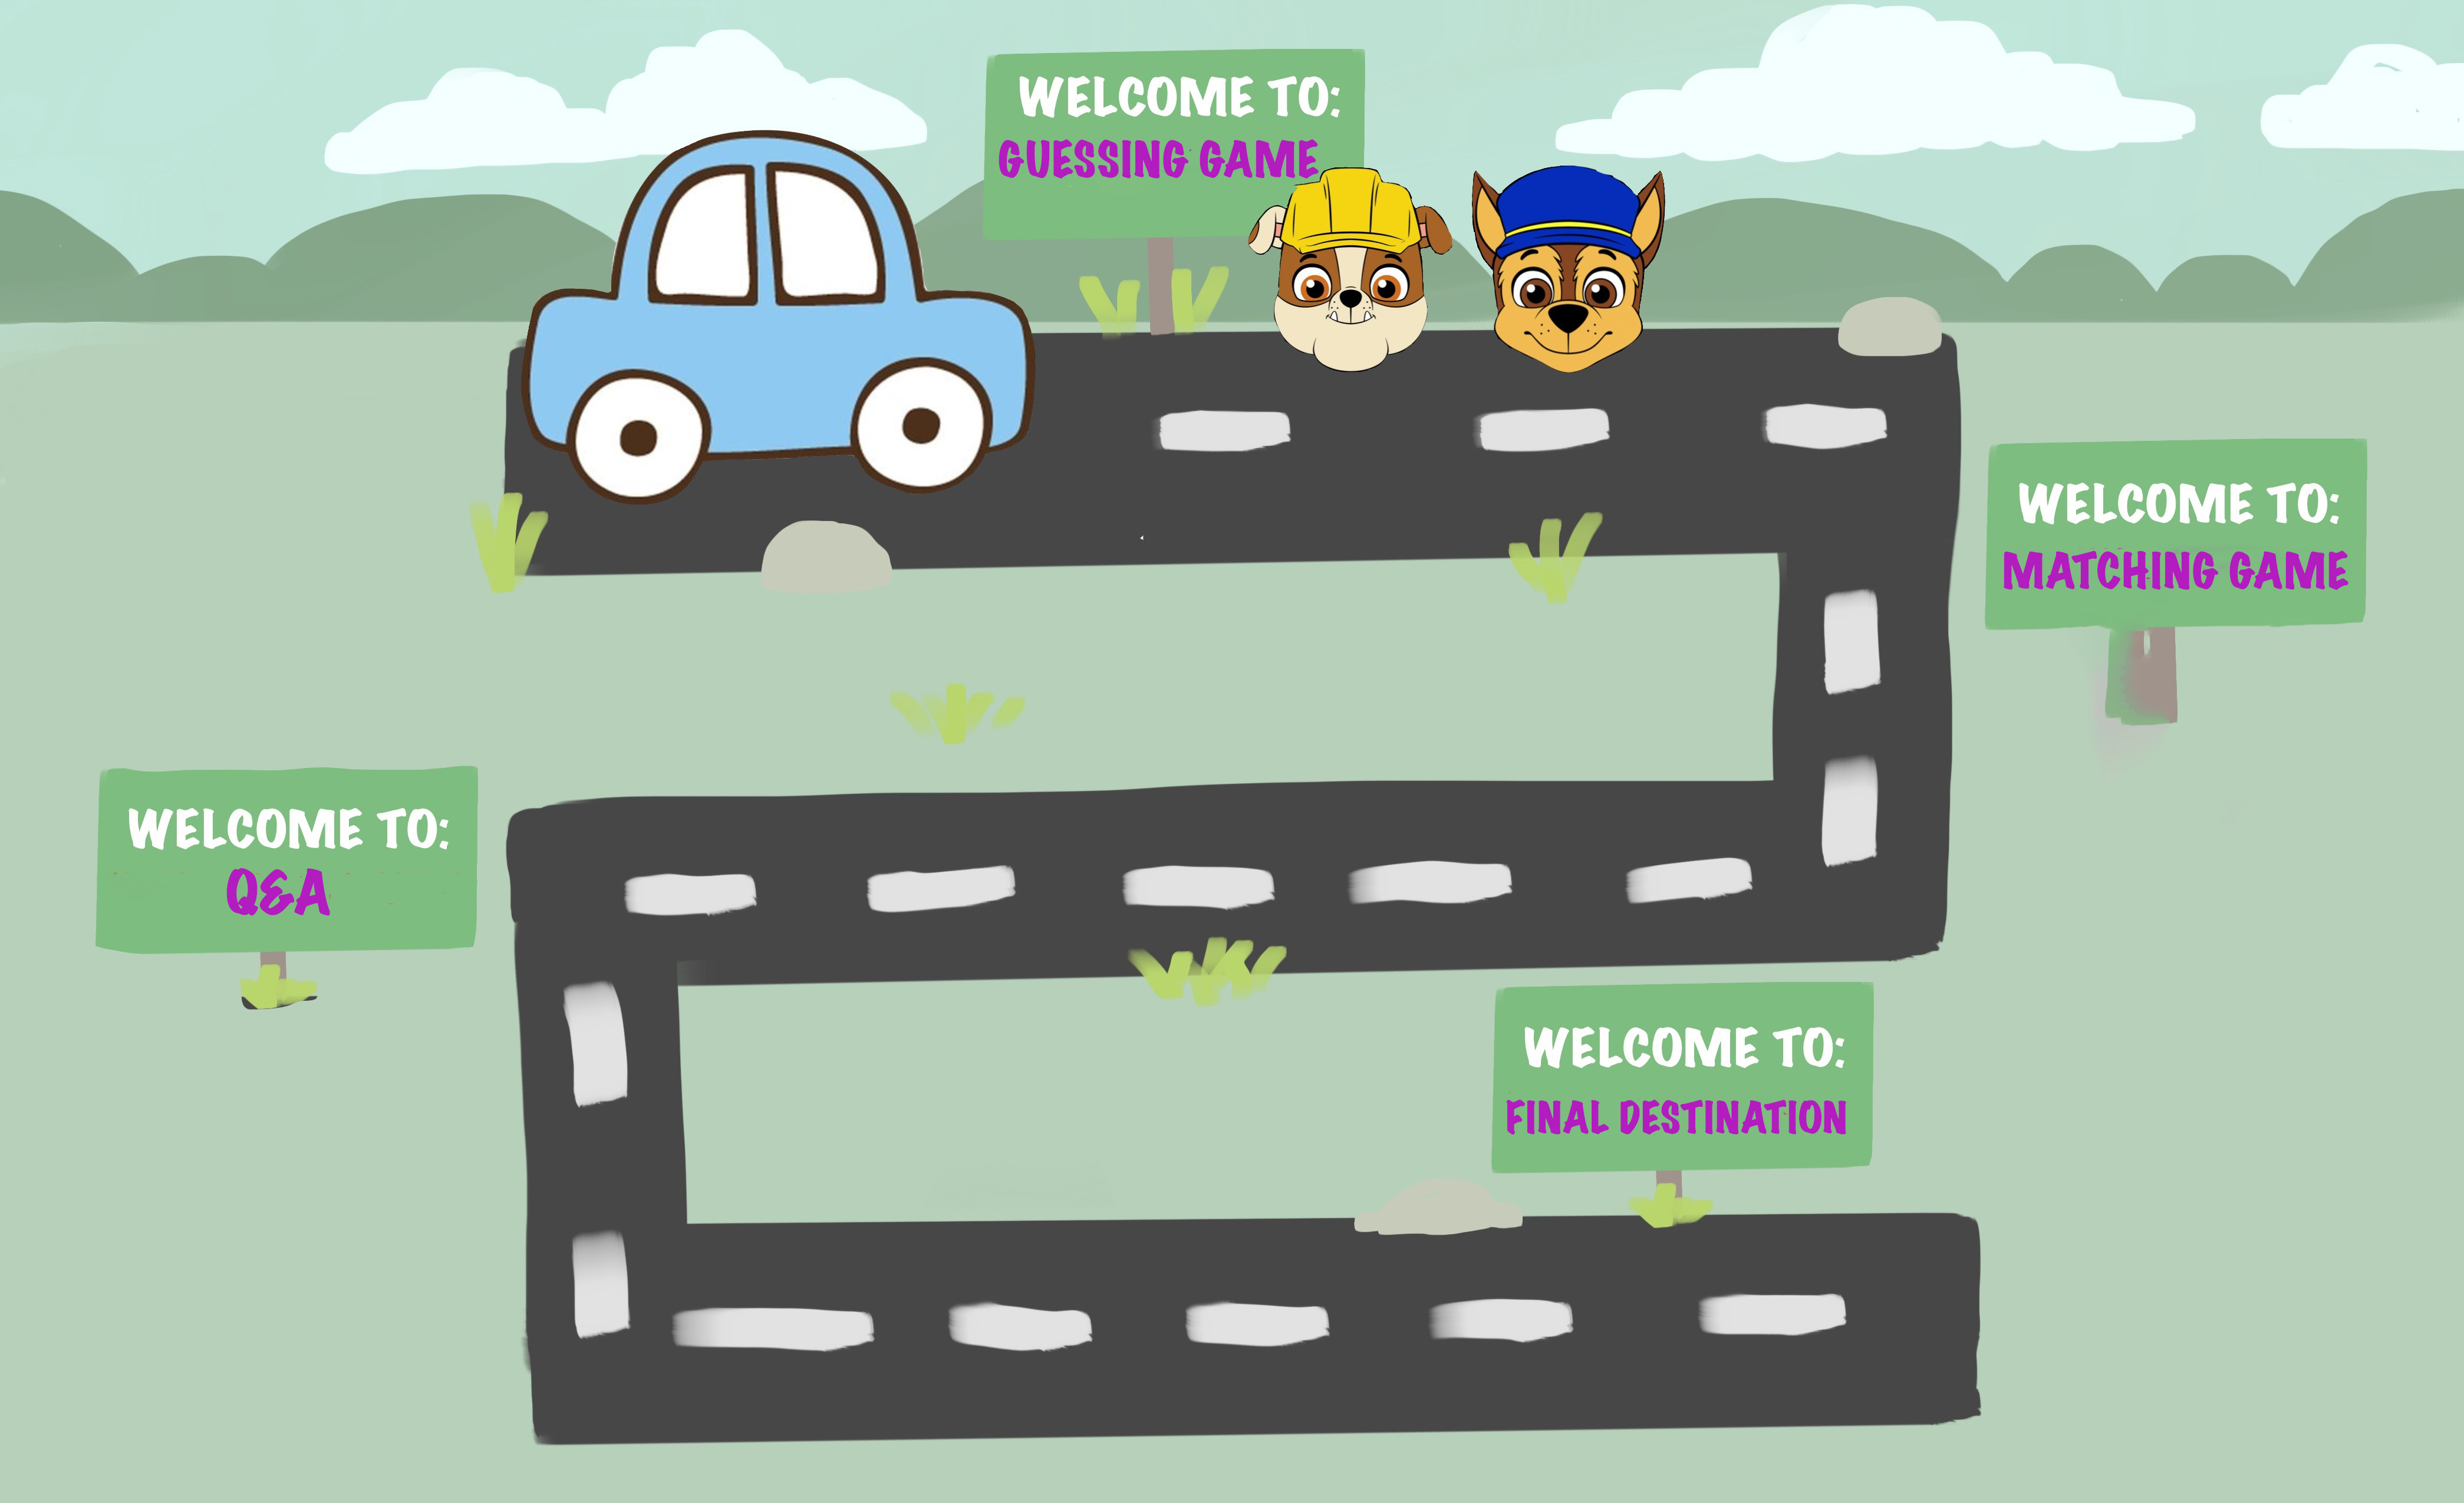 WELCOME TO:
GUESSING GAME
WELCOME TO:
MATCHING GAME
WELCOME TO:
Q&A
WELCOME TO:
FINAL DESTINATION